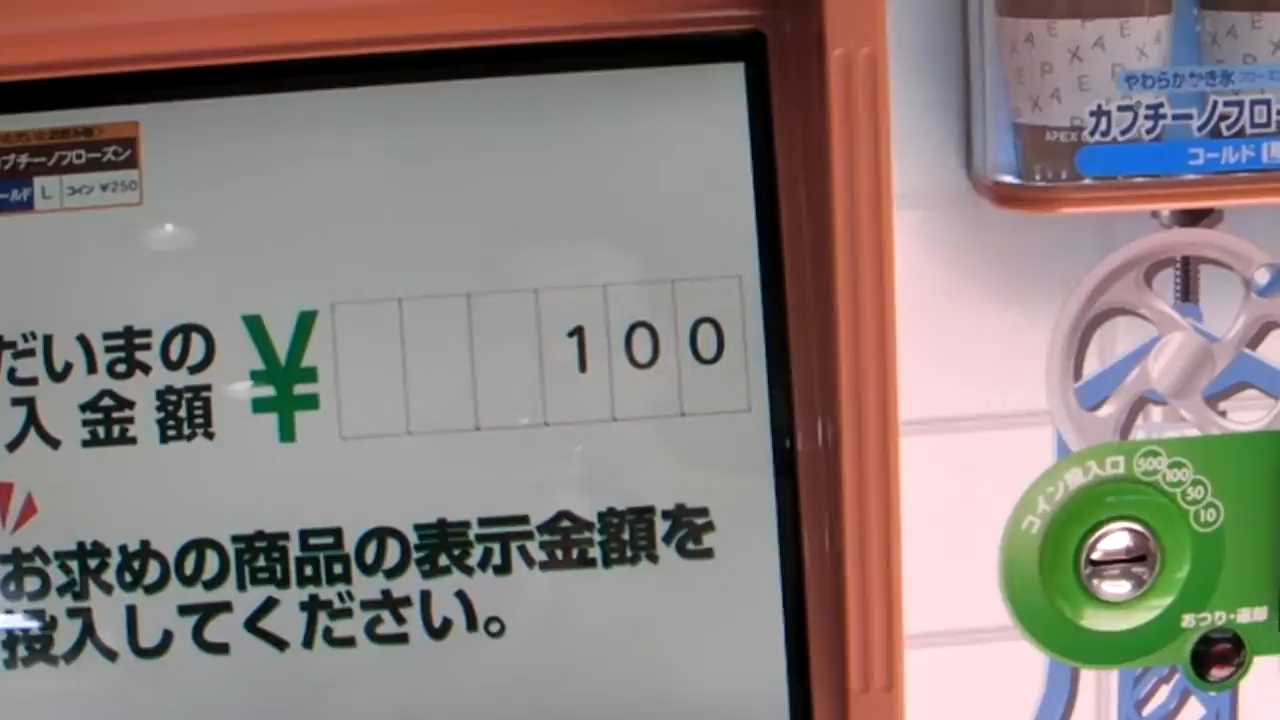 プチーノフローズン
ールド L コイン ¥250
だいまの
入金額
¥ 100
お求めの商品の表示金額を
投入してください。
やわらかかき氷
カプチーノフロー
コールド
APEX
コイン投入口
500 100 50 10
おつり・返却